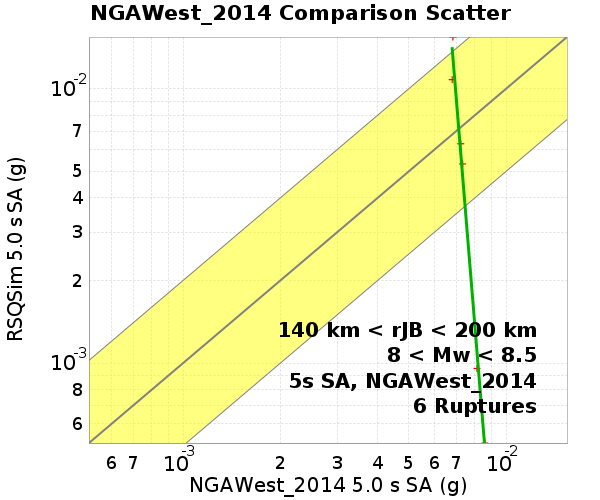 NGAWest_2014 Comparison Scatter
RSQSim 5.0 s SA (g)
10⁻²
7
5
4
3
2
10⁻³
8
6
140 km < rJB < 200 km
8 < Mw < 8.5
5s SA, NGAWest_2014
6 Ruptures
6 7 10⁻³ 2 3 4 5 6 7 10⁻²
NGAWest_2014 5.0 s SA (g)